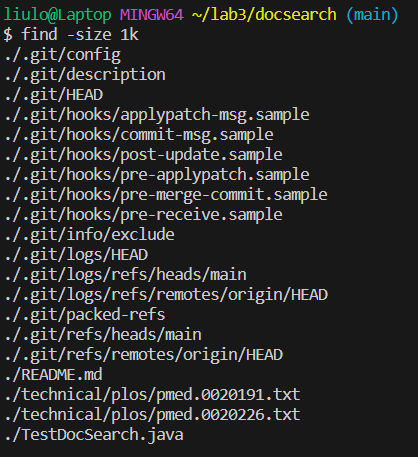 liulo@Laptop MINGW64 ~/lab3/docsearch (main)
$ find -size 1k
./.git/config
./.git/description
./.git/HEAD
./.git/hooks/applypatch-msg.sample
./.git/hooks/commit-msg.sample
./.git/hooks/post-update.sample
./.git/hooks/pre-applypatch.sample
./.git/hooks/pre-merge-commit.sample
./.git/hooks/pre-receive.sample
./.git/info/exclude
./.git/logs/HEAD
./.git/logs/refs/heads/main
./.git/logs/refs/remotes/origin/HEAD
./.git/packed-refs
./.git/refs/heads/main
./.git/refs/remotes/origin/HEAD
./README.md
./technical/plos/pmed.0020191.txt
./technical/plos/pmed.0020226.txt
./TestDocSearch.java